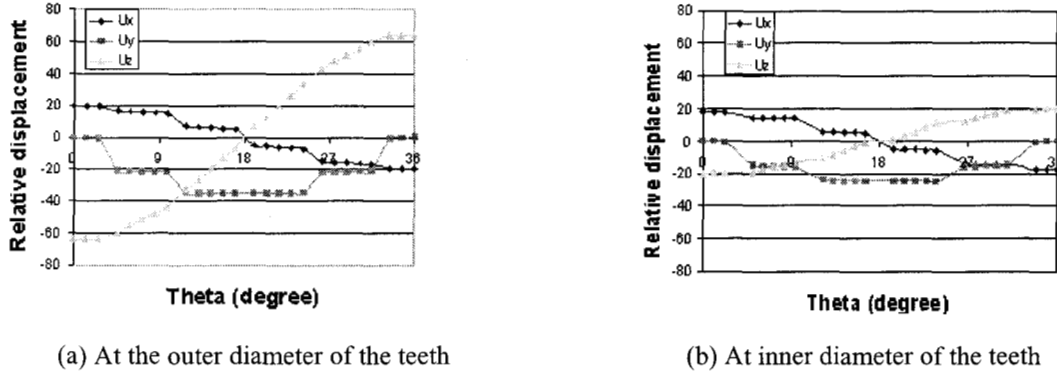 80
60
40
20
0
-20
-40
-60
-80
Relative displacement
Ux
Uy
Uz
0 9 18 27 36
Theta (degree)
(a) At the outer diameter of the teeth
80
60
40
20
0
-20
-40
-60
-80
Relative displacement
Ux
Uy
Uz
0 9 18 27
Theta (degree)
(b) At inner diameter of the teeth